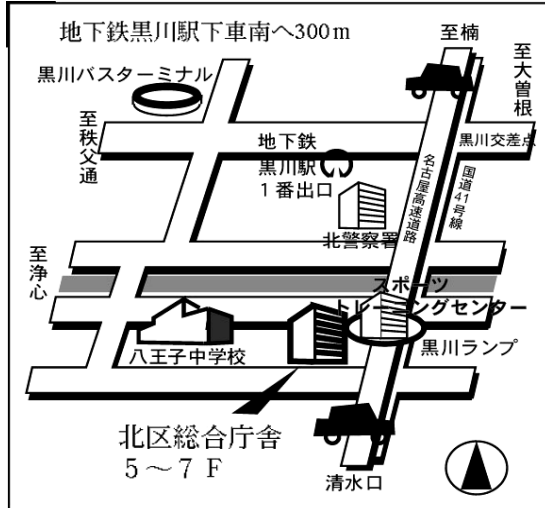 地下鉄黒川駅下車南へ300m
至楠
至大曽根
黒川バスターミナル
至秩父通
地下鉄
黒川駅
1番出口
黒川交差点
名古屋高速道路
国道41号線
北警察署
至浄心
スポーツ
トレーニングセンター
八王子中学校
黒川ランプ
北区総合庁舎
5～7F
清水口